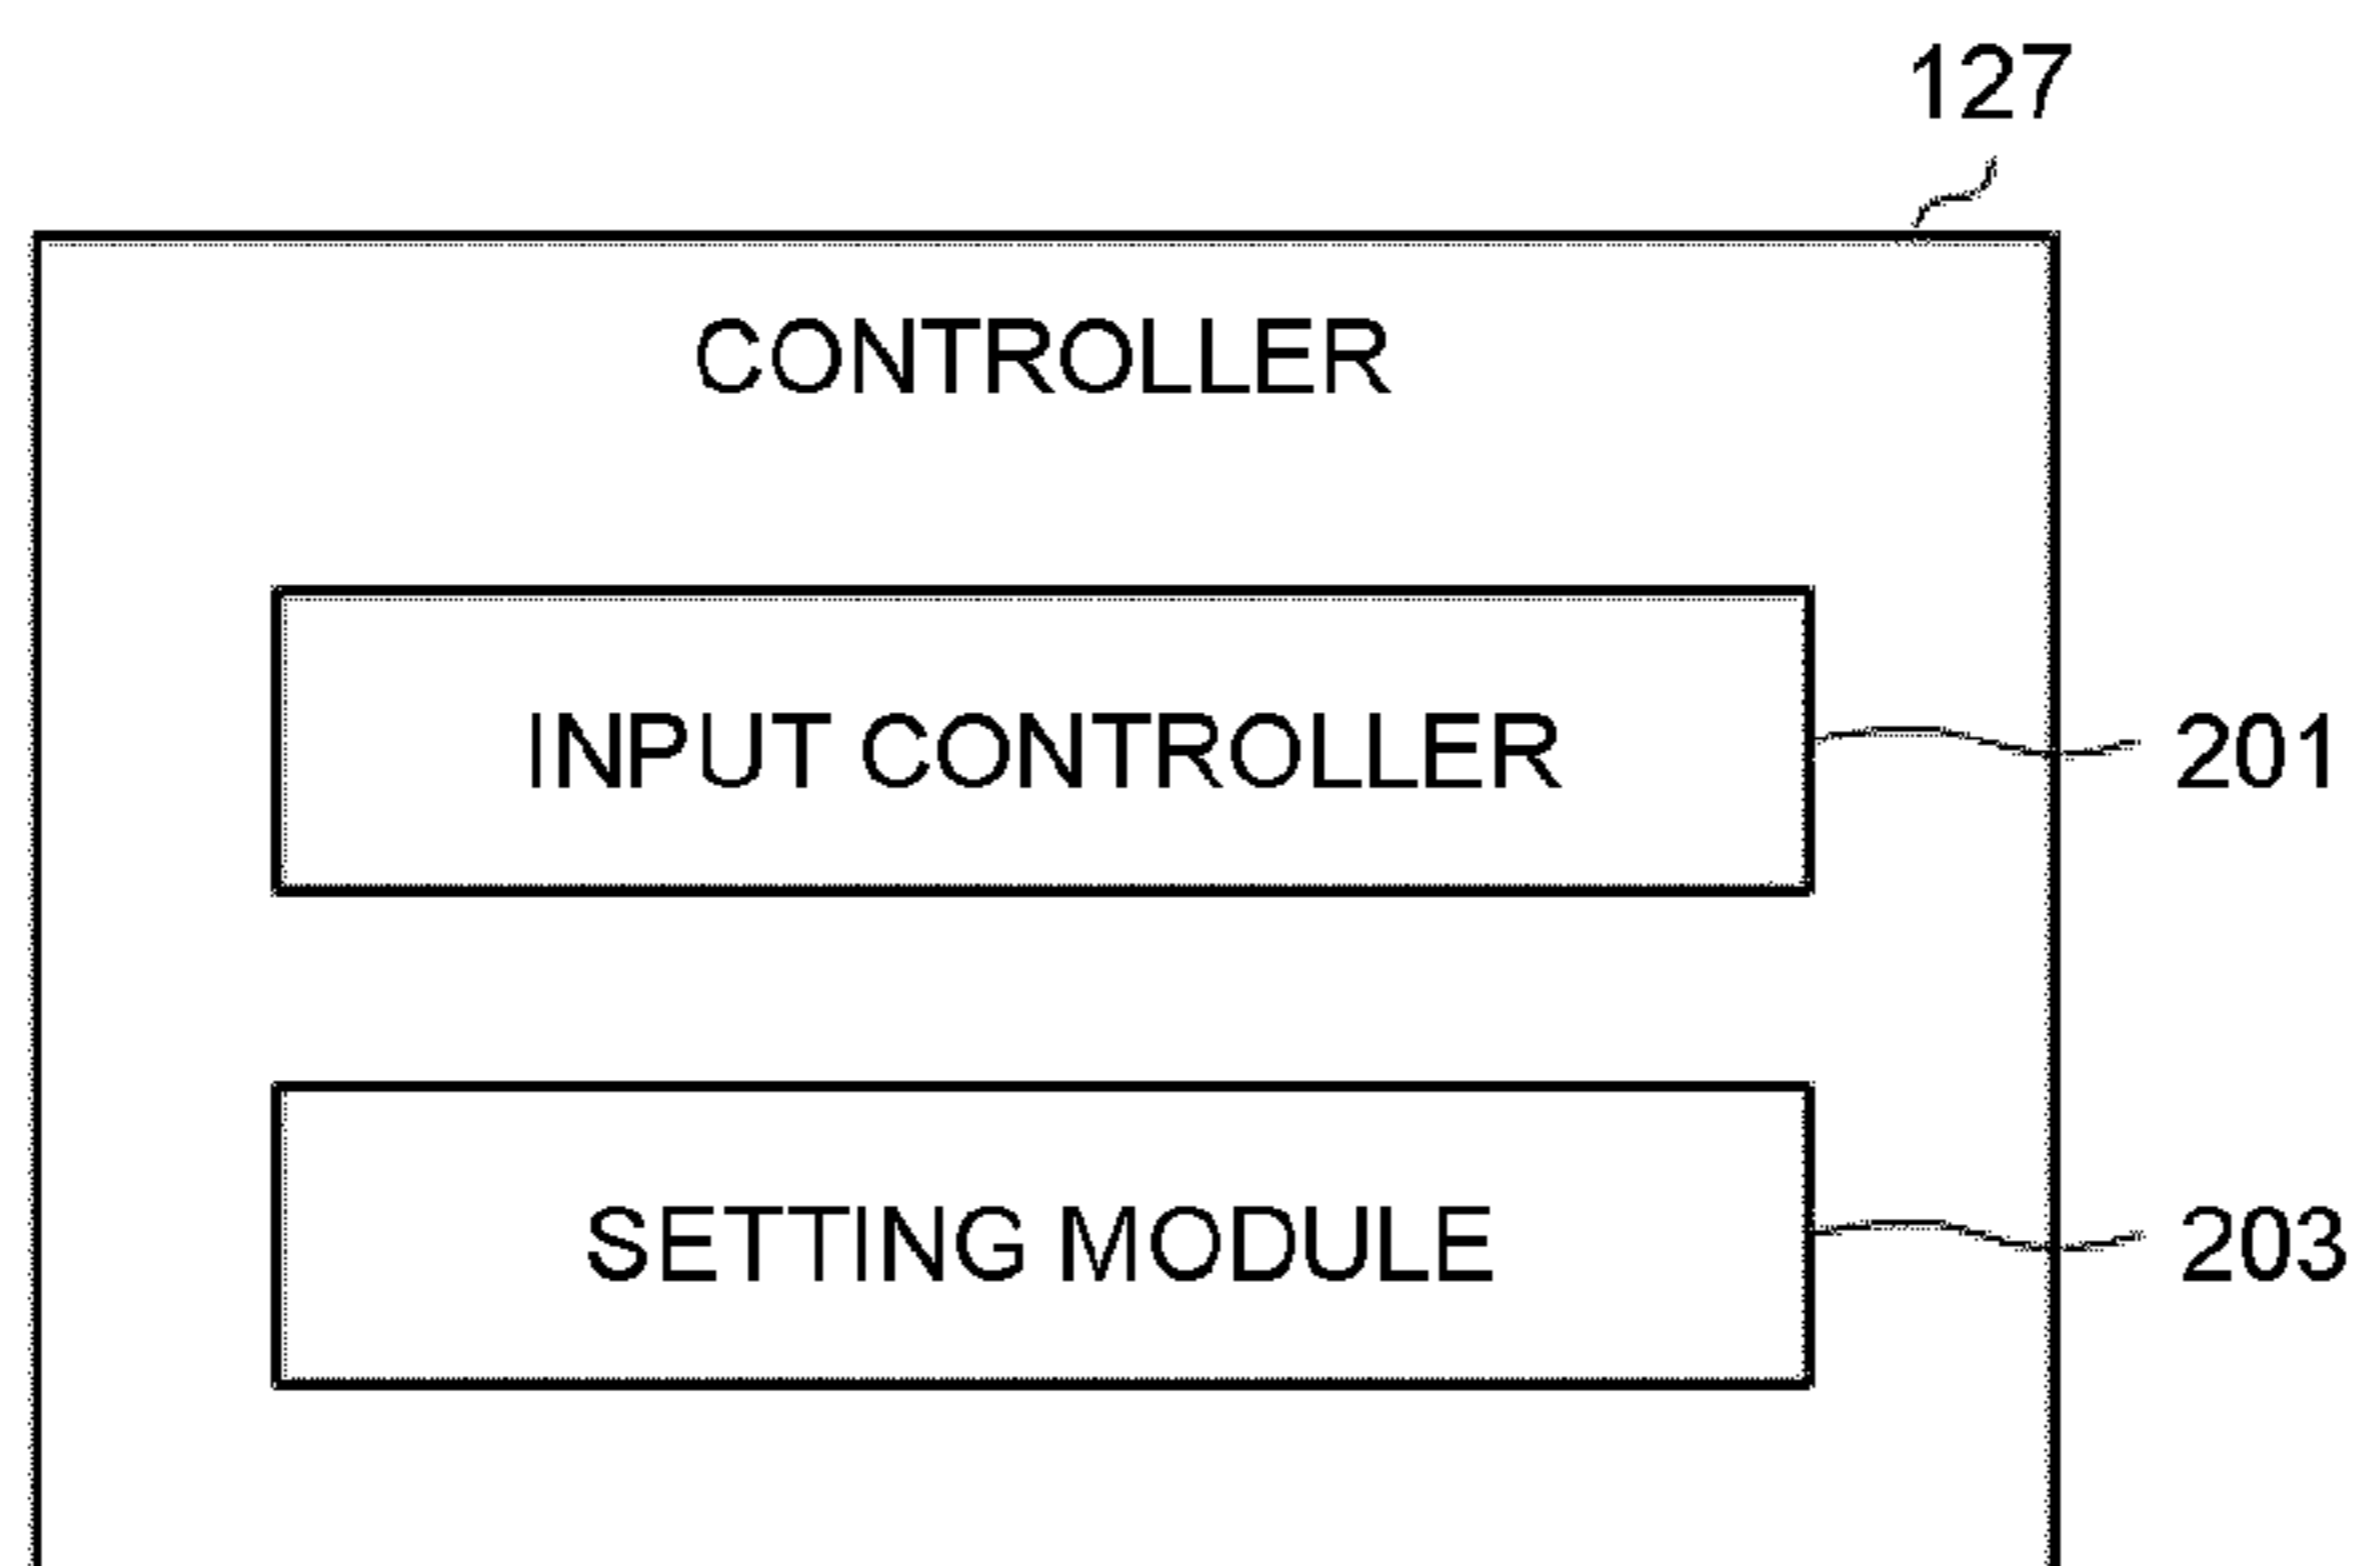 127
CONTROLLER
INPUT CONTROLLER
201
SETTING MODULE
203